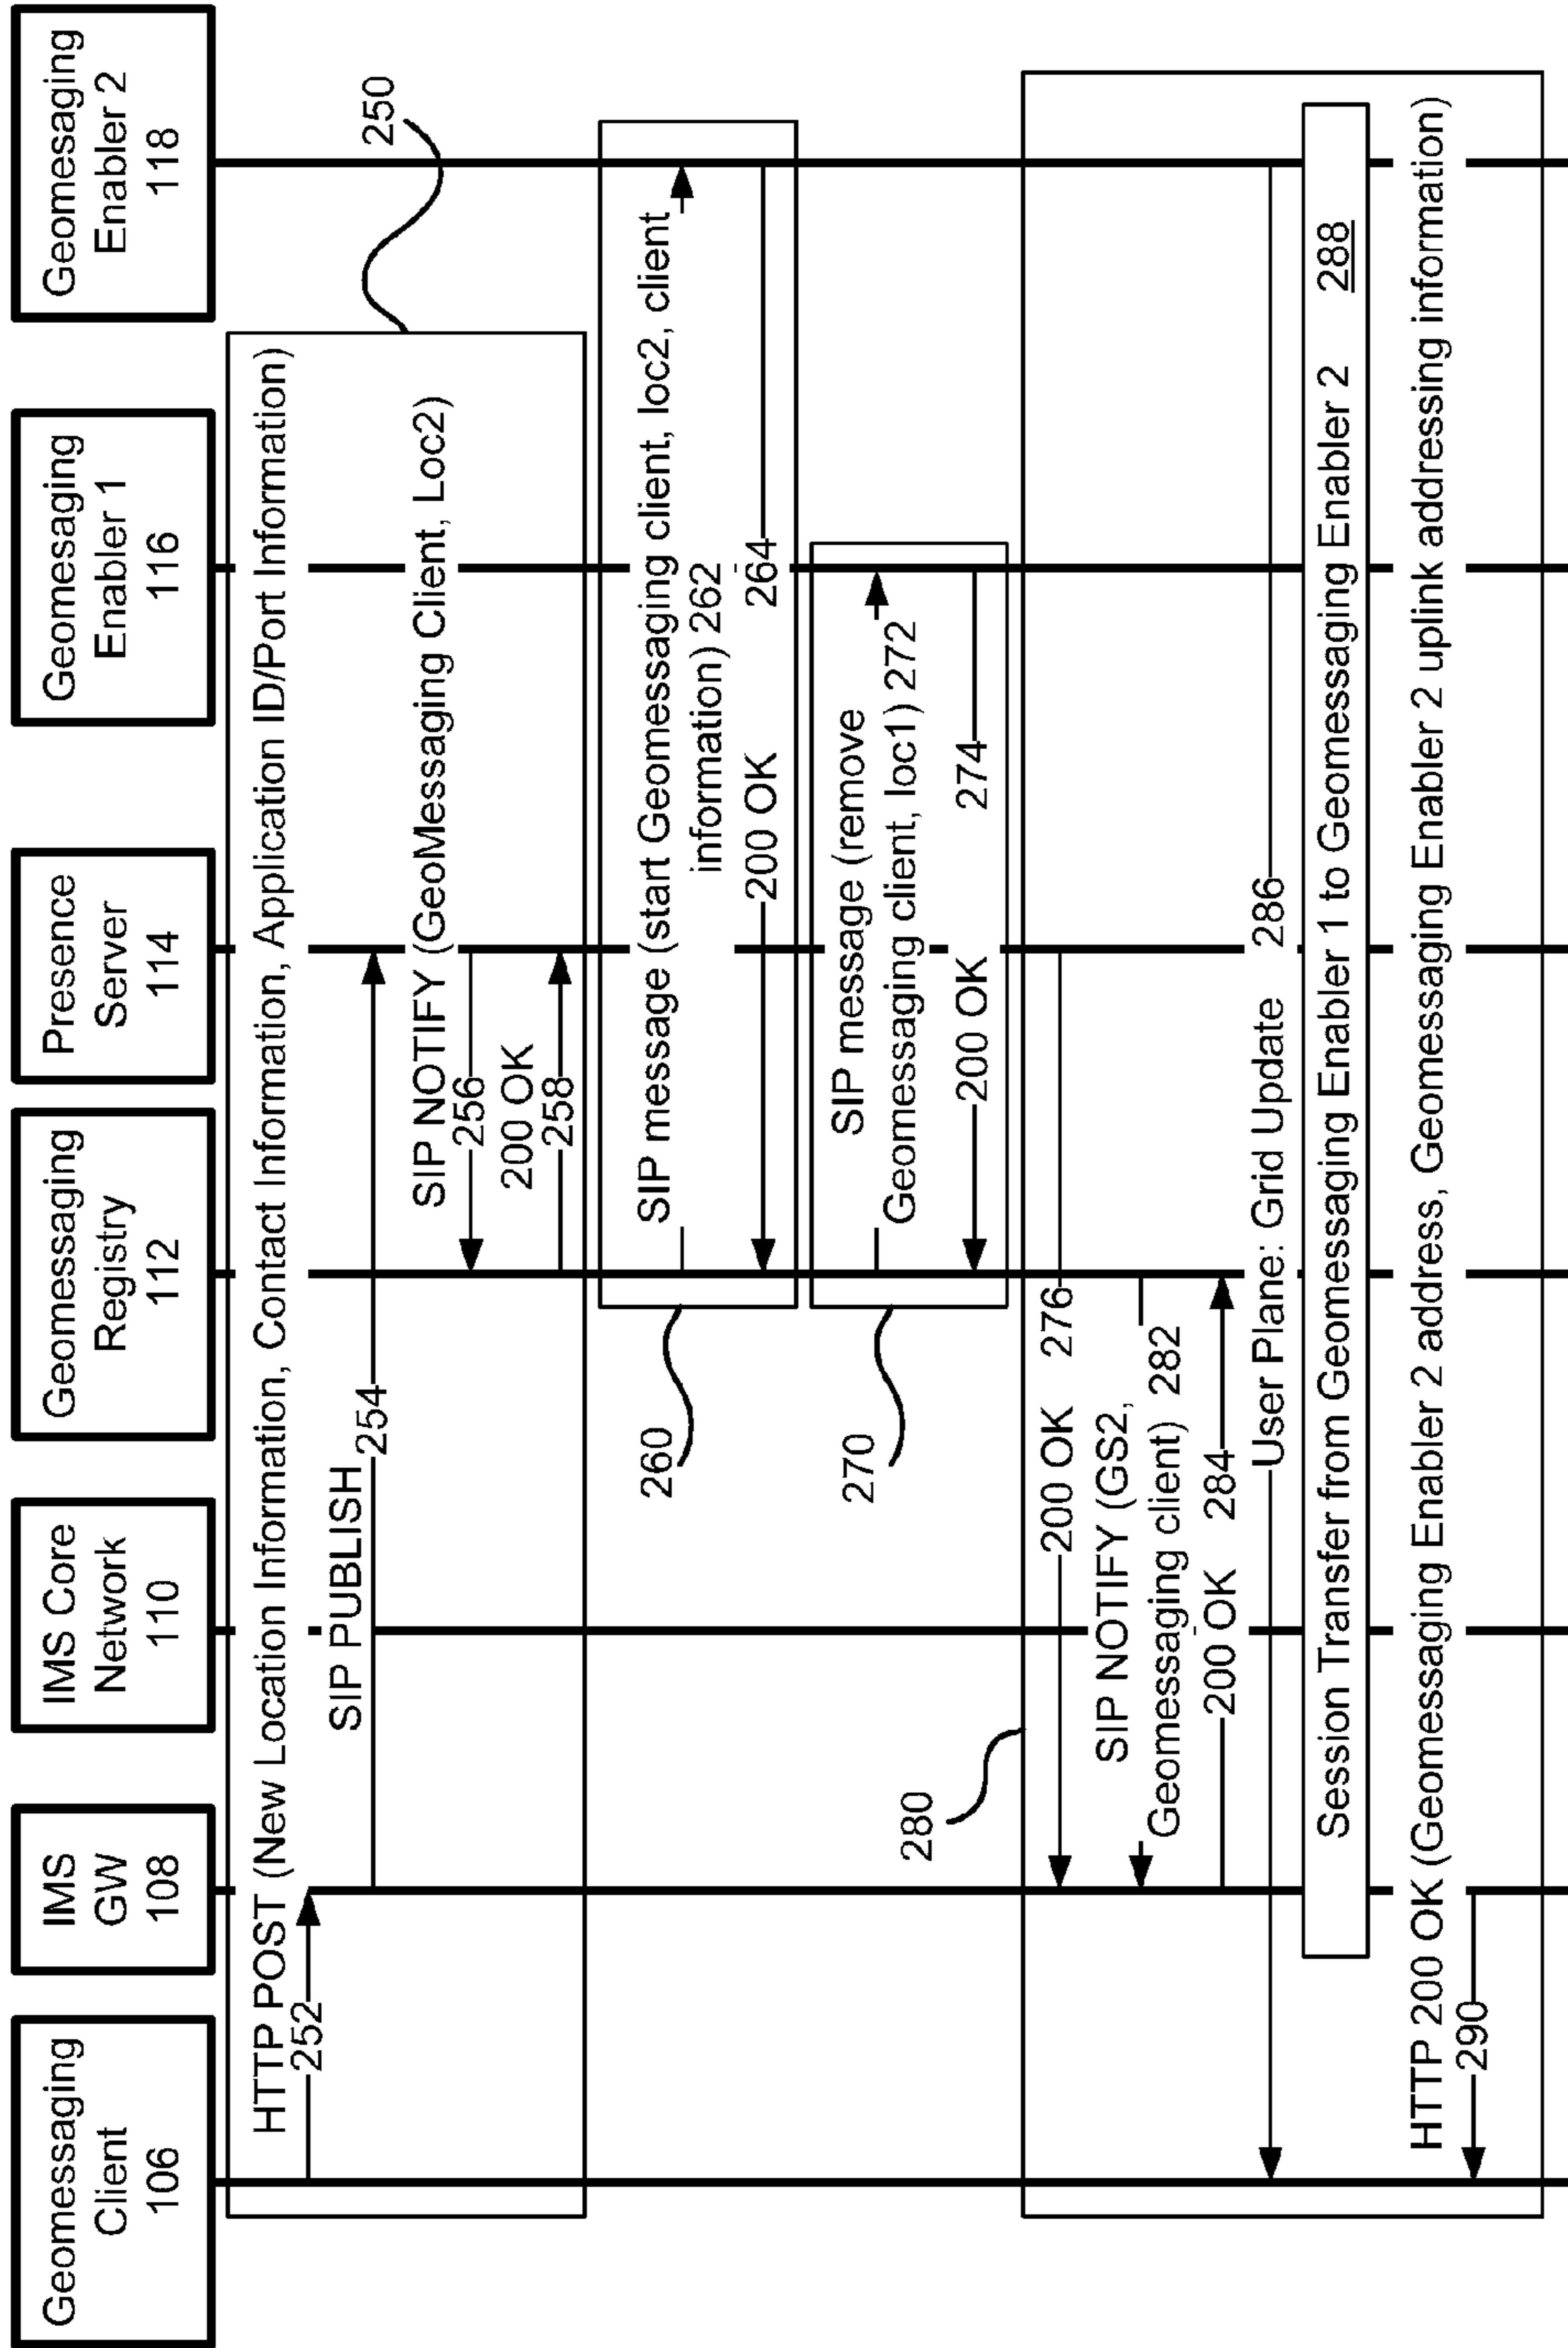 Geomessaging
Client
106
IMS
GW
108
IMS Core
Network
110
Geomessaging
Registry
112
Presence
Server
114
Geomesaging
Enabler 1
116
Geomesaging
Enabler 2
118
250
HTTP POST (New Location Information, Contact Information, Application ID/Port Information)
252
SIP PUBLISH
254
SIP NOTIFY (GeoMessaging Client, Loc2)
256
200 OK
258
260
SIP message (start Geomessaging client, loc2, client
information) 262
200 OK
264
270
SIP message (remove
Geomessaging client, loc1) 272
200 OK
274
280
200 OK 276
SIP NOTIFY (GS2,
Geomessaging client) 282
200 OK 284
User Plane: Grid Update 286
Session Transfer from Geomessaging Enabler 1 to Geomessaging Enabler 2 288
HTTP 200 OK (Geomessaging Enabler 2 address, Geomessaging Enabler 2 uplink addressing information)
290